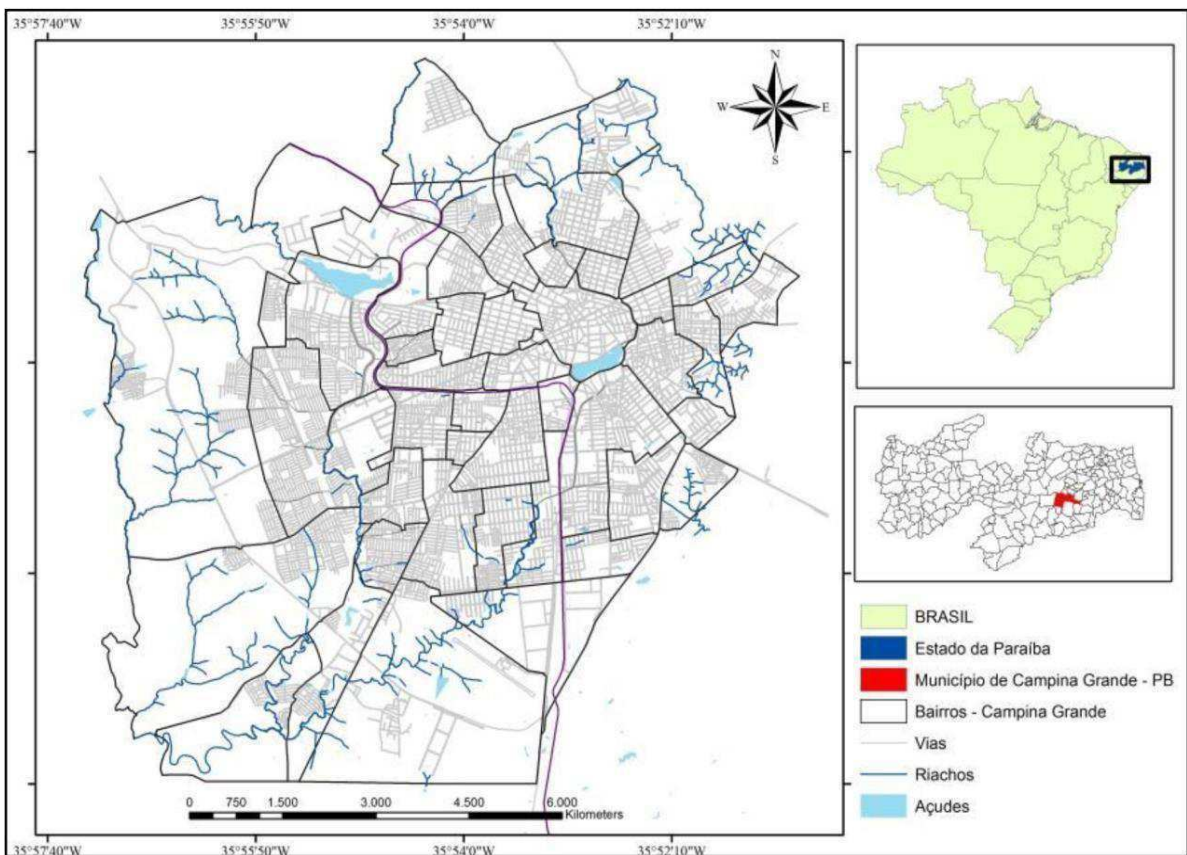 35°57'40"W 35°55'50"W 35°54'0"W 35°52'10"W
N
W E
S
0 750 1.500 3.000 4.500 6.000
Kilometers
35°57'40"W 35°55'50"W 35°54'0"W 35°52'10"W
BRASIL
Estado da Paraíba
Município de Campina Grande - PB
Bairros - Campina Grande
Vias
Riachos
Açudes